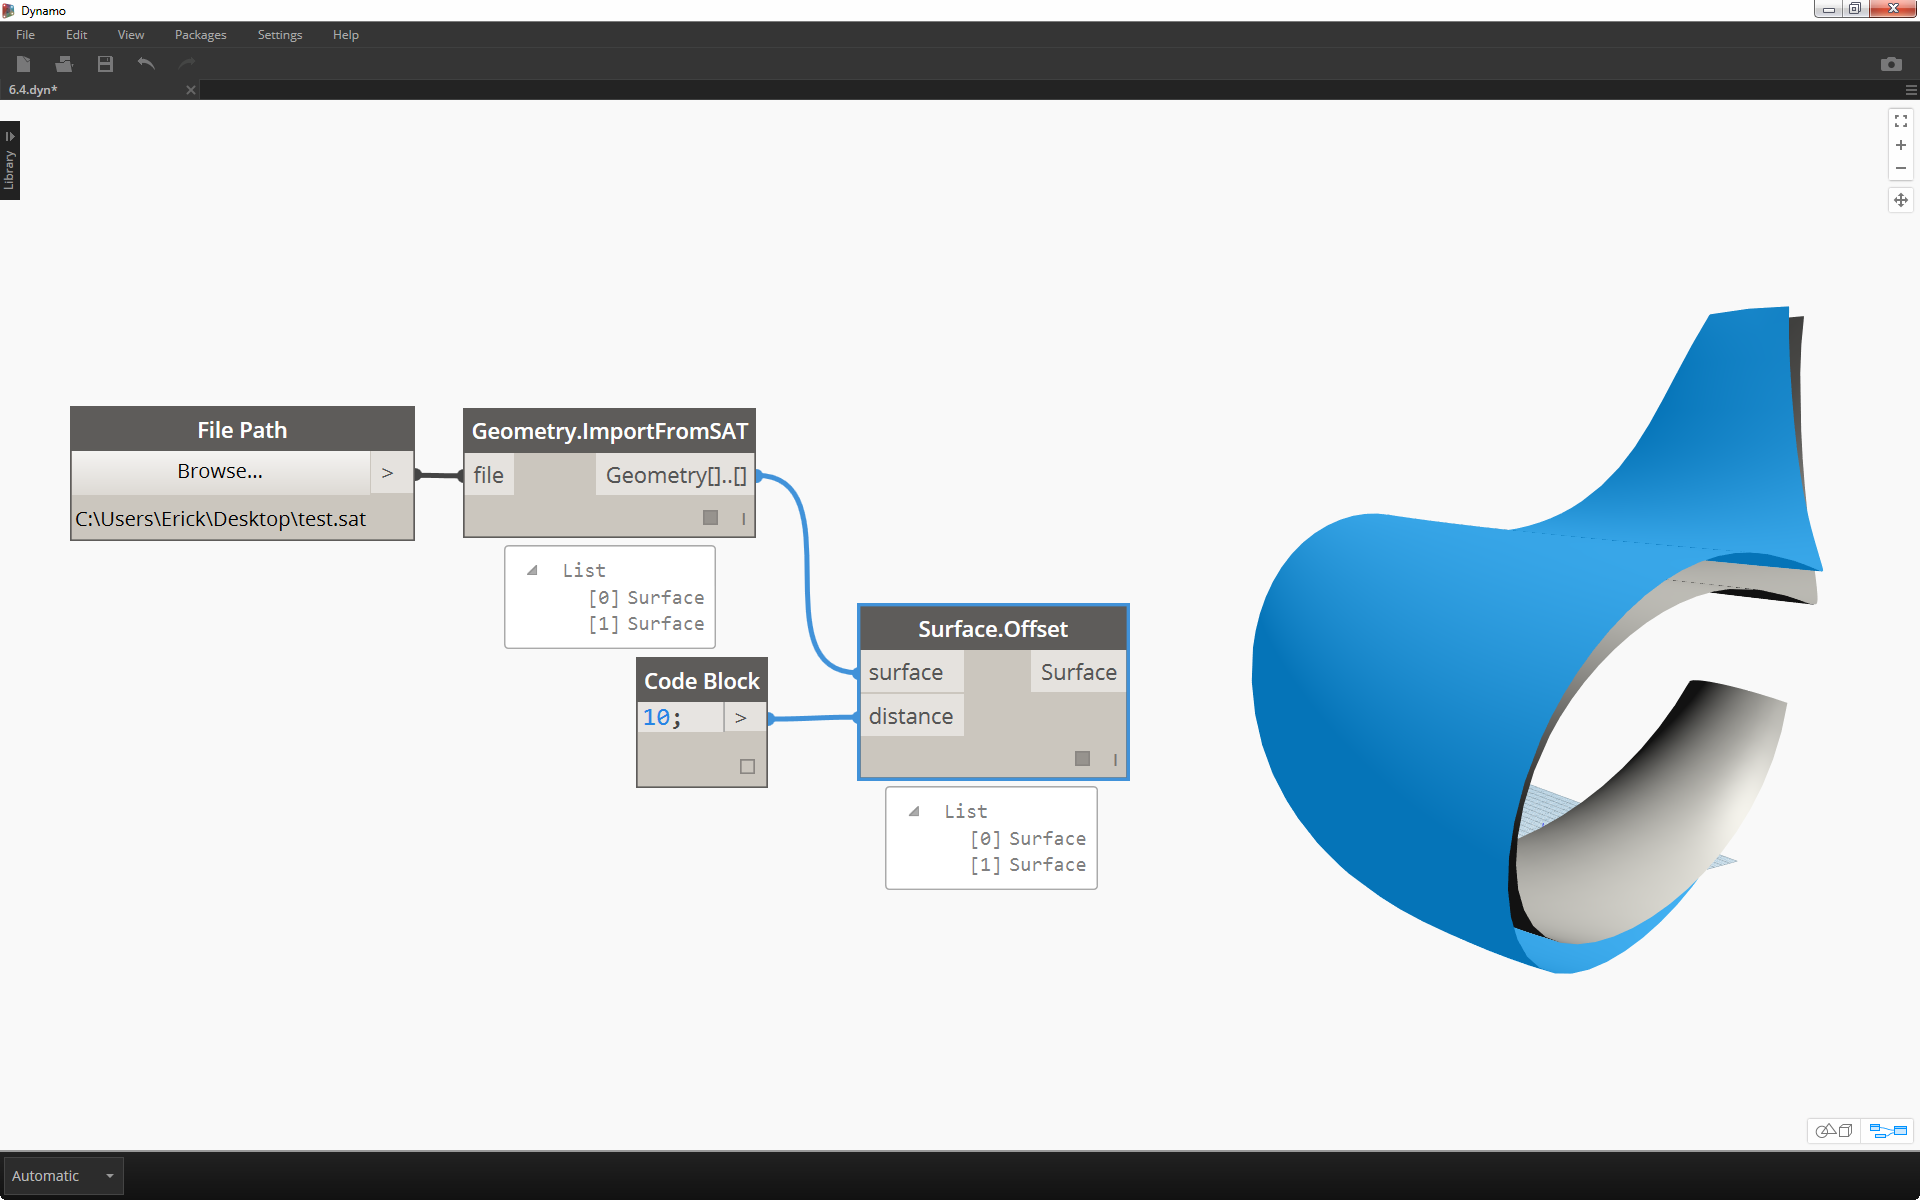 Dynamo
File Edit View Packages Settings Help
6.4.dyn*
Library
File Path
Browse...
>
C:\Users\Erick\Desktop\test.sat
Geometry.ImportFromSAT
file Geometry[]..[]
List
[0] Surface
[1] Surface
Code Block
10; >
Surface.Offset
surface Surface
distance
List
[0] Surface
[1] Surface
Automatic